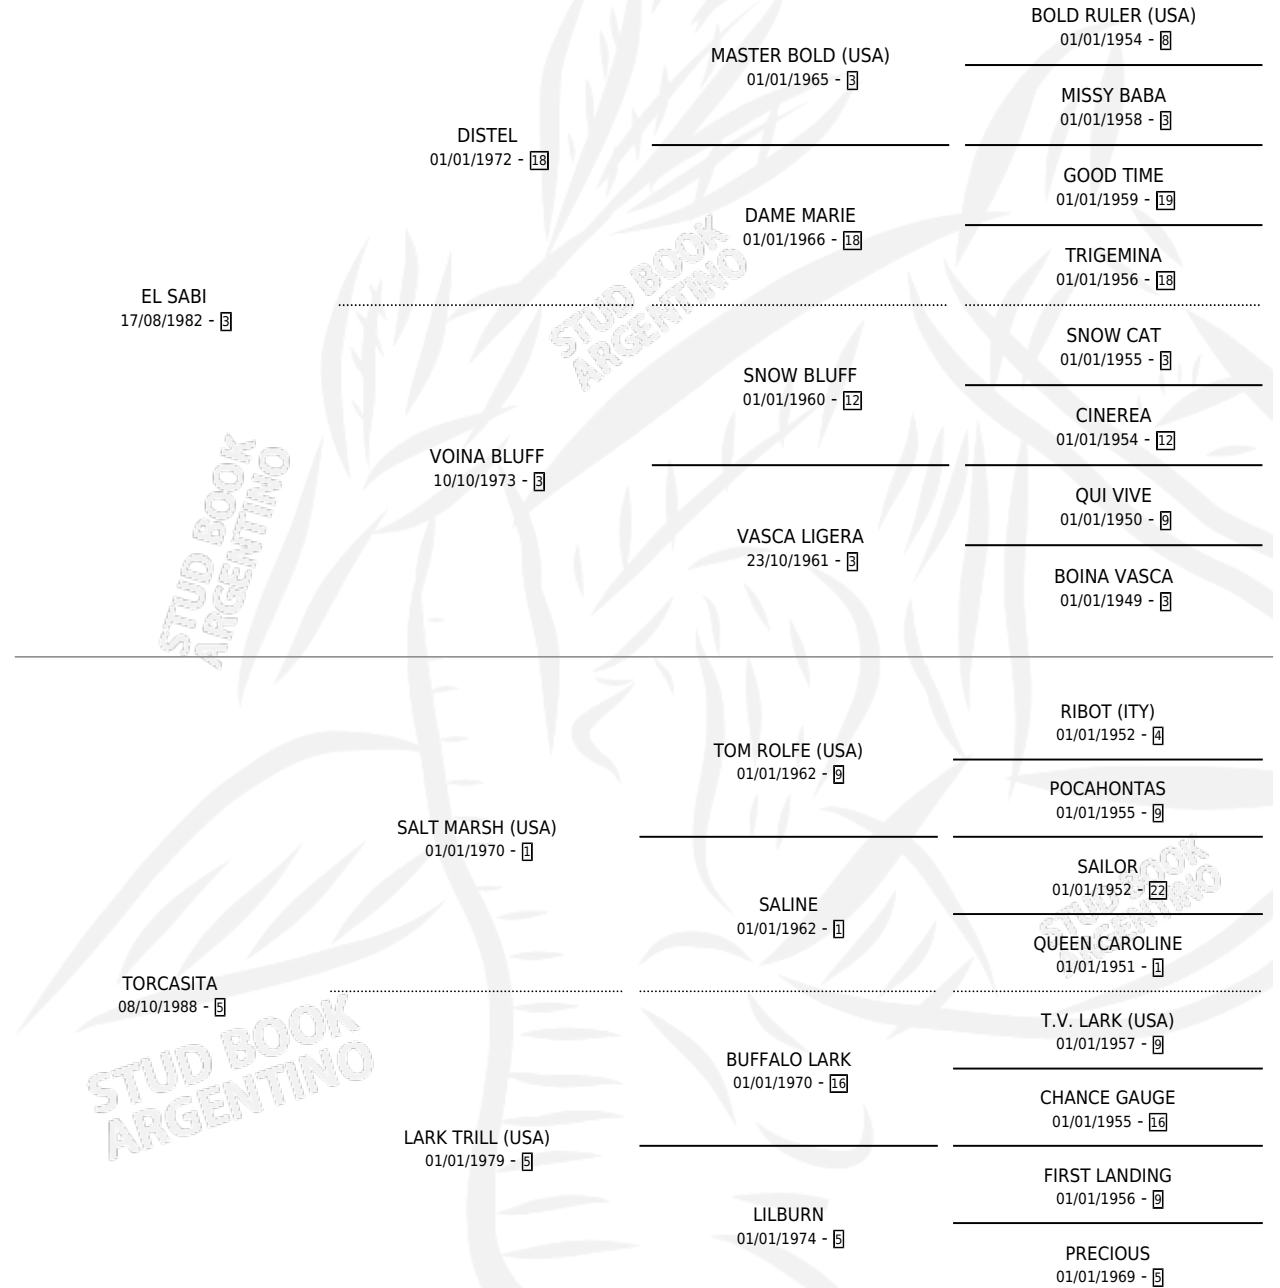 BOLD RULER (USA)
01/01/1954 - 8
MASTER BOLD (USA)
01/01/1965 - 3
MISSY BABA
01/01/1958 - 3
DISTEL
01/01/1972 - 18
GOOD TIME
01/01/1959 - 19
DAME MARIE
01/01/1966 - 18
TRIGEMINA
01/01/1956 - 18
EL SABI
17/08/1982 - 3
STUD BOOK
ARGENTINO
SNOW CAT
01/01/1955 - 3
SNOW BLUFF
01/01/1960 - 12
CINEREA
01/01/1954 - 12
VOINA BLUFF
10/10/1973 - 3
QUI VIVE
01/01/1950 - 9
VASCA LIGERA
23/10/1961 - 3
BOINA VASCA
01/01/1949 - 3
STUD BOOK
ARGENTINO
RIBOT (ITY)
01/01/1952 - 4
TOM ROLFE (USA)
01/01/1962 - 9
POCAHONTAS
01/01/1955 - 9
SALT MARSH (USA)
01/01/1970 - 1
SAILOR
01/01/1952 - 22
SALINE
01/01/1962 - 1
QUEEN CAROLINE
01/01/1951 - 1
STUD BOOK
ARGENTINO
TORCASITA
08/10/1988 - 5
T.V. LARK (USA)
01/01/1957 - 9
BUFFALO LARK
01/01/1970 - 16
CHANCE GAUGE
01/01/1955 - 16
STUD BOOK
ARGENTINO
LARK TRILL (USA)
01/01/1979 - 5
FIRST LANDING
01/01/1956 - 9
LILBURN
01/01/1974 - 5
PRECIOUS
01/01/1969 - 5